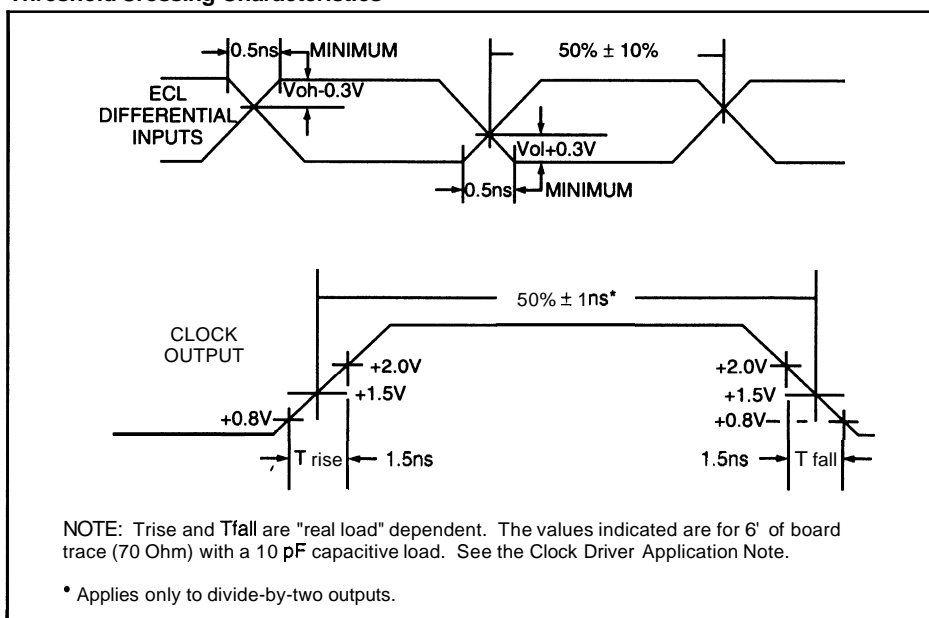 Threshold Crossing Characteristics
0.5ns MINIMUM
50% ± 10%
Voh-0.3V
ECL
DIFFERENTIAL
INPUTS
Vol+0.3V
0.5ns MINIMUM
50% ± 1ns*
CLOCK
OUTPUT
+2.0V
+2.0V
+1.5V
+1.5V
+0.8V
+0.8V
T rise
1.5ns
1.5ns
T fall
NOTE: Trise and Tfall are "real load" dependent. The values indicated are for 6' of board
trace (70 Ohm) with a 10 pF capacitive load. See the Clock Driver Application Note.
* Applies only to divide-by-two outputs.